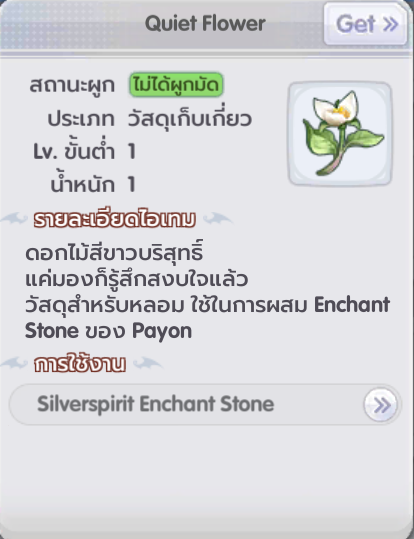 Quiet Flower
Get »
สถานะผูก ไม่ได้ผูกมัด
ประเภท วัสดุเก็บเกี่ยว
Lv. ขั้นต่ำ 1
น้ำหนัก 1
รายละเอียดไอเทม
ดอกไม้สีขาวบริสุทธิ์
แค่มองก็รู้สึกสงบใจแล้ว
วัสดุสำหรับหลอม ใช้ในการผสม Enchant
Stone ของ Payon
การใช้งาน
Silverspirit Enchant Stone